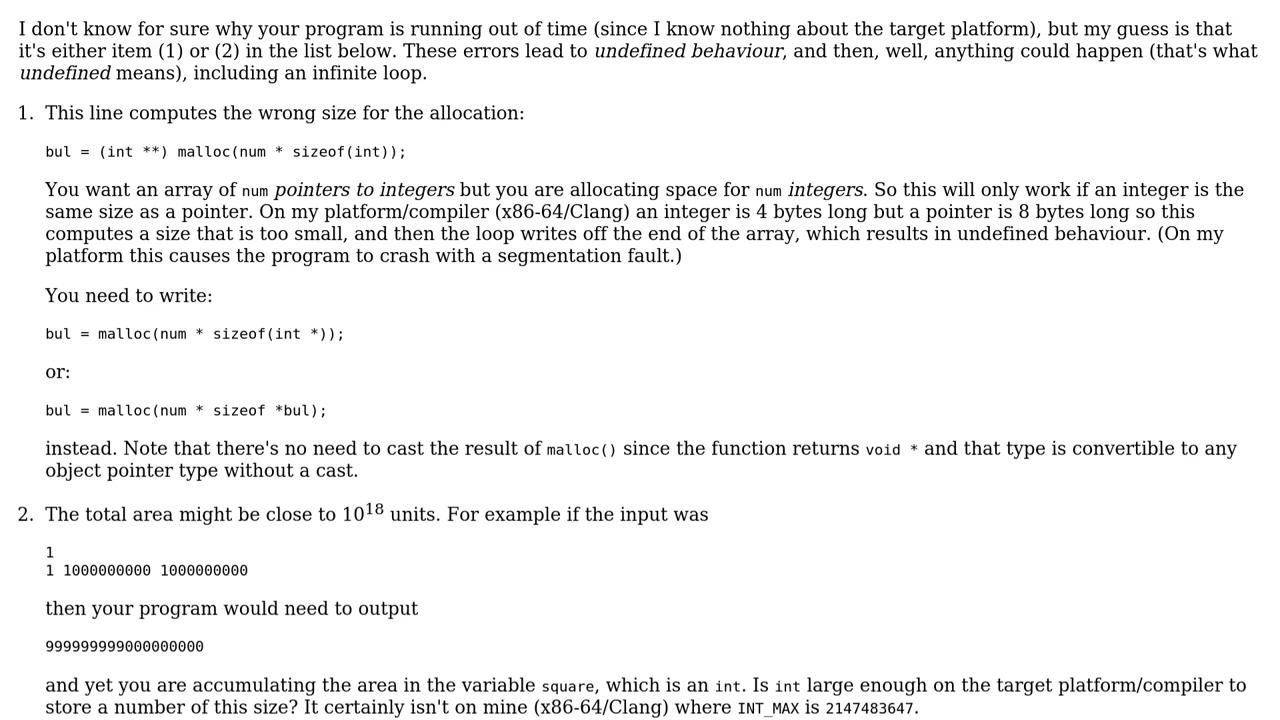 I don't know for sure why your program is running out of time (since I know nothing about the target platform), but my guess is that
it's either item (1) or (2) in the list below. These errors lead to undefined behaviour, and then, well, anything could happen (that's what
undefined means), including an infinite loop.
1. This line computes the wrong size for the allocation:
bul = (int **) malloc(num * sizeof(int));
You want an array of num pointers to integers but you are allocating space for num integers. So this will only work if an integer is the
same size as a pointer. On my platform/compiler (x86-64/Clang) an integer is 4 bytes long but a pointer is 8 bytes long so this
computes a size that is too small, and then the loop writes off the end of the array, which results in undefined behaviour. (On my
platform this causes the program to crash with a segmentation fault.)
You need to write:
bul = malloc(num * sizeof(int *));
or:
bul = malloc(num * sizeof *bul);
instead. Note that there's no need to cast the result of malloc() since the function returns void * and that type is convertible to any
object pointer type without a cast.
2. The total area might be close to 10^18 units. For example if the input was
1
1 1000000000 1000000000
then your program would need to output
999999999000000000
and yet you are accumulating the area in the variable square, which is an int. Is int large enough on the target platform/compiler to
store a number of this size? It certainly isn't on mine (x86-64/Clang) where INT_MAX is 2147483647.